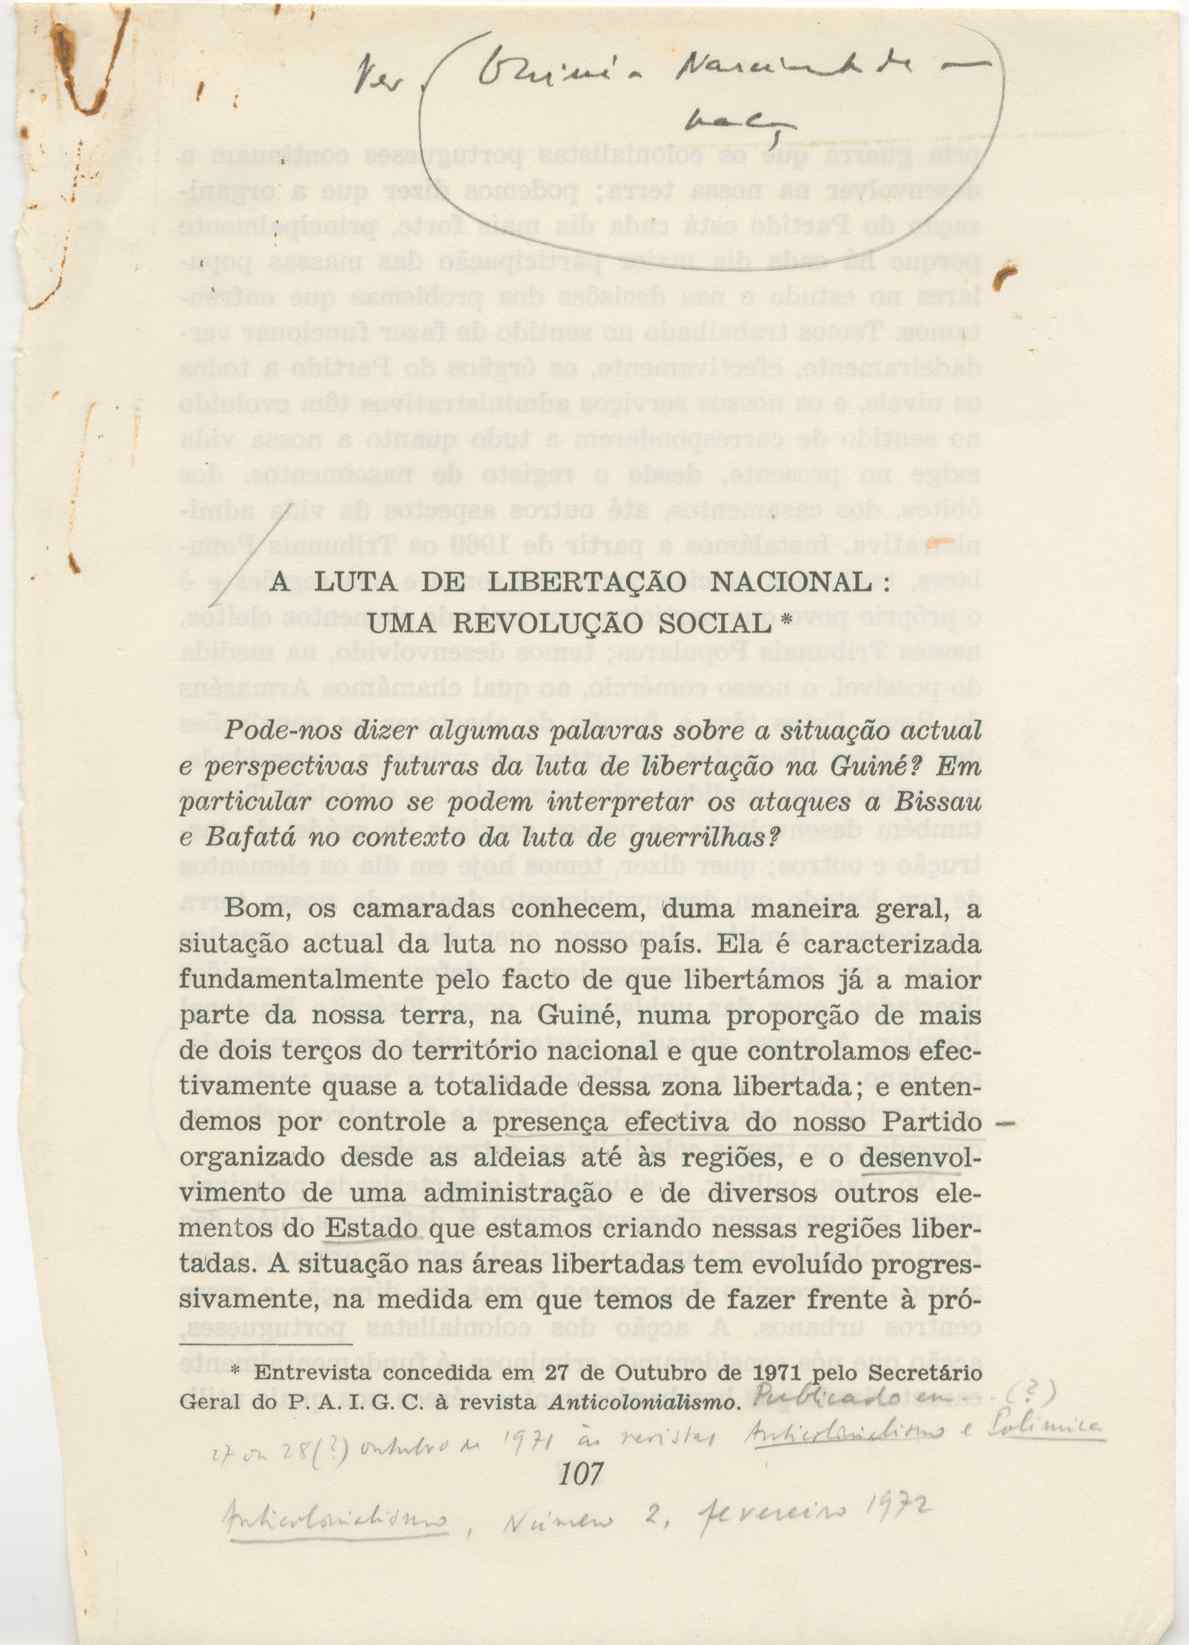 Ver (Guiné - Nascimento de uma
nação
A LUTA DE LIBERTAÇÃO NACIONAL :
UMA REVOLUÇÃO SOCIAL *
Pode-nos dizer algumas palavras sobre a situação actual
e perspectivas futuras da luta de libertação na Guiné? Em
particular como se podem interpretar os ataques a Bissau
e Bafatá no contexto da luta de guerrilhas?
Bom, os camaradas conhecem, duma maneira geral, a
siutação actual da luta no nosso país. Ela é caracterizada
fundamentalmente pelo facto de que libertámos já a maior
parte da nossa terra, na Guiné, numa proporção de mais
de dois terços do território nacional e que controlamos efec-
tivamente quase a totalidade dessa zona libertada; e enten-
demos por controle a presença efectiva do nosso Partido
organizado desde as aldeias até às regiões, e o desenvol-
vimento de uma administração e de diversos outros ele-
mentos do Estado que estamos criando nessas regiões liber-
tadas. A situação nas áreas libertadas tem evoluído progres-
sivamente, na medida em que temos de fazer frente à pró-
* Entrevista concedida em 27 de Outubro de 1971 pelo Secretário
Geral do P. A. I. G. C. à revista Anticolonialismo. Publicado em... (?)
27 ou 28 (?) outubro de 1971 às revistas Anticolonialismo e Polémica
107
Anticolonialismo, Número 2, fevereiro 1972